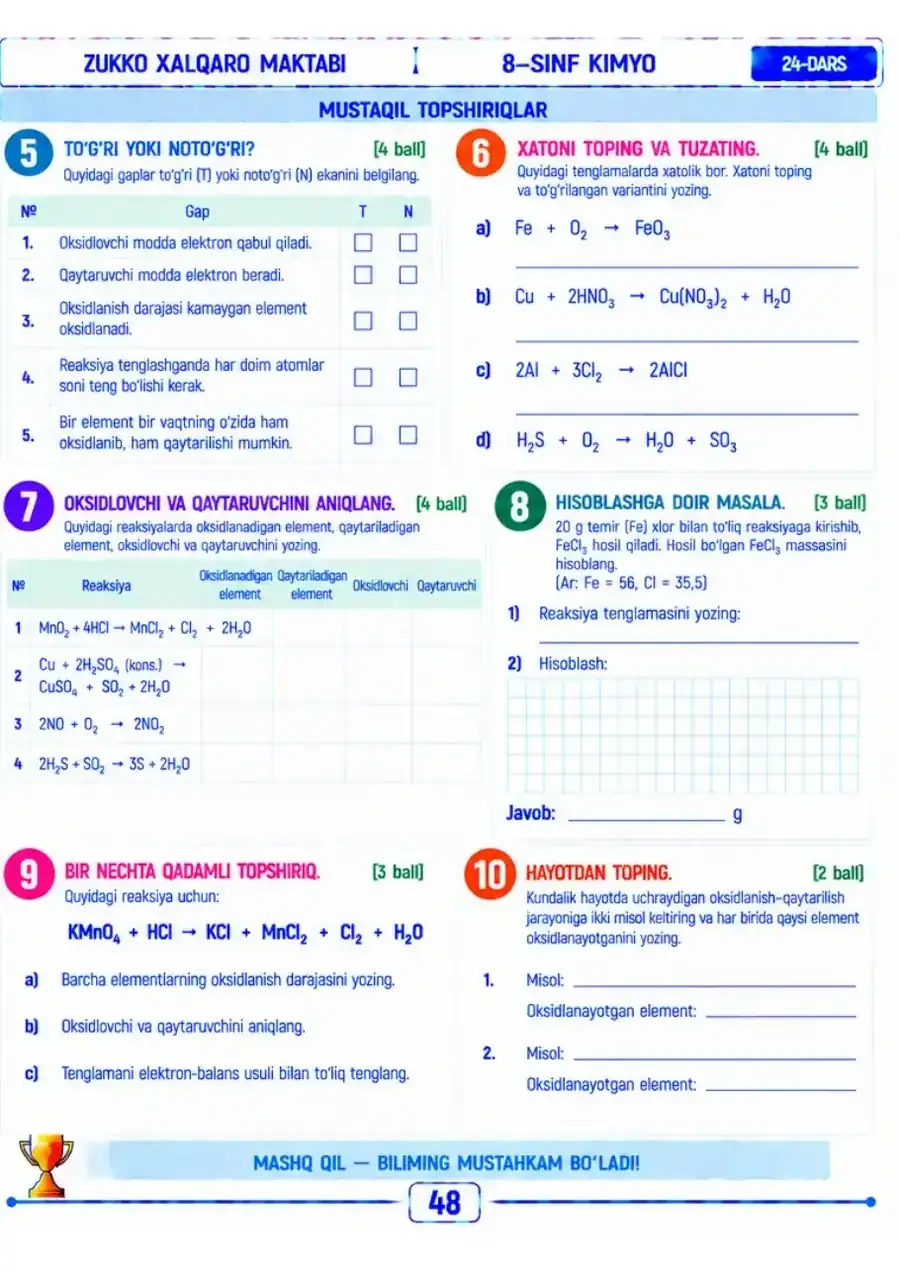 ZUKKO XALQARO MAKTABI
8–SINF KIMYO
24-DARS
MUSTAQIL TOPSHIRIQLAR
5
TO‘G‘RI YOKI NOTO‘G‘RI?
[4 ball]
Quyidagi gaplar to‘g‘ri (T) yoki noto‘g‘ri (N) ekanini belgilang.
№ Gap T N
1. Oksidlovchi modda elektron qabul qiladi.
2. Qaytaruvchi modda elektron beradi.
3. Oksidlanish darajasi kamaygan element
oksidlanadi.
4. Reaksiya tenglashganda har doim atomlar
soni teng bo‘lishi kerak.
5. Bir element bir vaqtning o‘zida ham
oksidlanib, ham qaytarilishi mumkin.
6
XATONI TOPING VA TUZATING.
[4 ball]
Quyidagi tenglamalarda xatolik bor. Xatoni toping
va to‘g‘rilangan variantini yozing.
a) Fe + O₂ → FeO₃
b) Cu + 2HNO₃ → Cu(NO₃)₂ + H₂O
c) 2Al + 3Cl₂ → 2AlCl
d) H₂S + O₂ → H₂O + SO₃
7
OKSIDLOVCHI VA QAYTARUVCHINI ANIQLANG.
[4 ball]
Quyidagi reaksiyalarda oksidlanadigan element, qaytariladigan
element, oksidlovchi va qaytaruvchini yozing.
№ Reaksiya Oksidlanadigan element Qaytariladigan element Oksidlovchi Qaytaruvchi
1 MnO₂ + 4HCl → MnCl₂ + Cl₂ + 2H₂O
2 Cu + 2H₂SO₄ (kons.) →
CuSO₄ + SO₂ + 2H₂O
3 2NO + O₂ → 2NO₂
4 2H₂S + SO₂ → 3S + 2H₂O
8
HISOBLASHGA DOIR MASALA.
[3 ball]
20 g temir (Fe) xlor bilan to‘liq reaksiyaga kirishib,
FeCl₃ hosil qiladi. Hosil bo‘lgan FeCl₃ massasini
hisoblang.
(Ar: Fe = 56, Cl = 35,5)
1) Reaksiya tenglamasini yozing:
2) Hisoblash:
Javob: g
9
BIR NECHTA QADAMLI TOPSHIRIQ.
[3 ball]
Quyidagi reaksiya uchun:
KMnO₄ + HCl → KCl + MnCl₂ + Cl₂ + H₂O
a) Barcha elementlarning oksidlanish darajasini yozing.
b) Oksidlovchi va qaytaruvchini aniqlang.
c) Tenglamani elektron-balans usuli bilan to‘liq tenglang.
10
HAYOTDAN TOPING.
[2 ball]
Kundalik hayotda uchraydigan oksidlanish–qaytarilish
jarayoniga ikki misol keltiring va har birida qaysi element
oksidlanayotganini yozing.
1. Misol:
Oksidlanayotgan element:
2. Misol:
Oksidlanayotgan element:
MASHQ QIL — BILIMING MUSTAHKAM BO‘LADI!
48